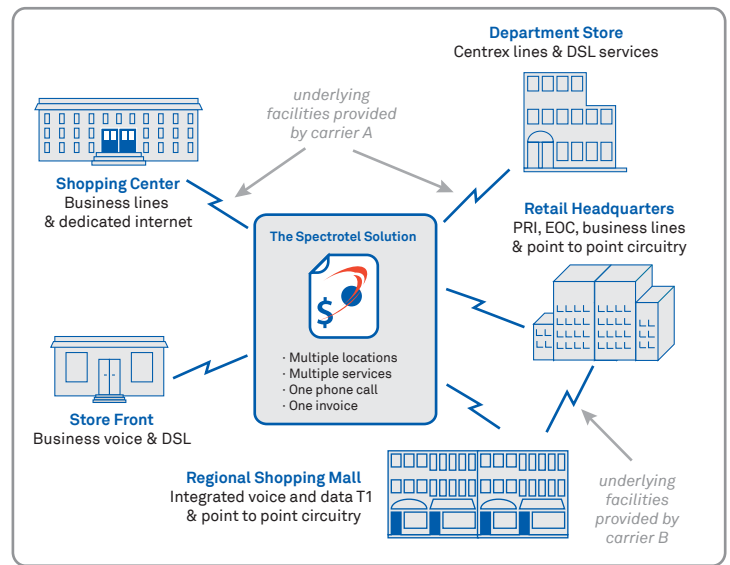 Department Store
Centrex lines & DSL services
underlying
facilities provided
by carrier A
Shopping Center
Business lines
& dedicated internet
Retail Headquarters
PRI, EOC, business lines
& point to point circuitry
The Spectrotel Solution
$
· Multiple locations
· Multiple services
· One phone call
· One invoice
Store Front
Business voice & DSL
Regional Shopping Mall
Integrated voice and data T1
& point to point circuitry
underlying
facilities
provided by
carrier B